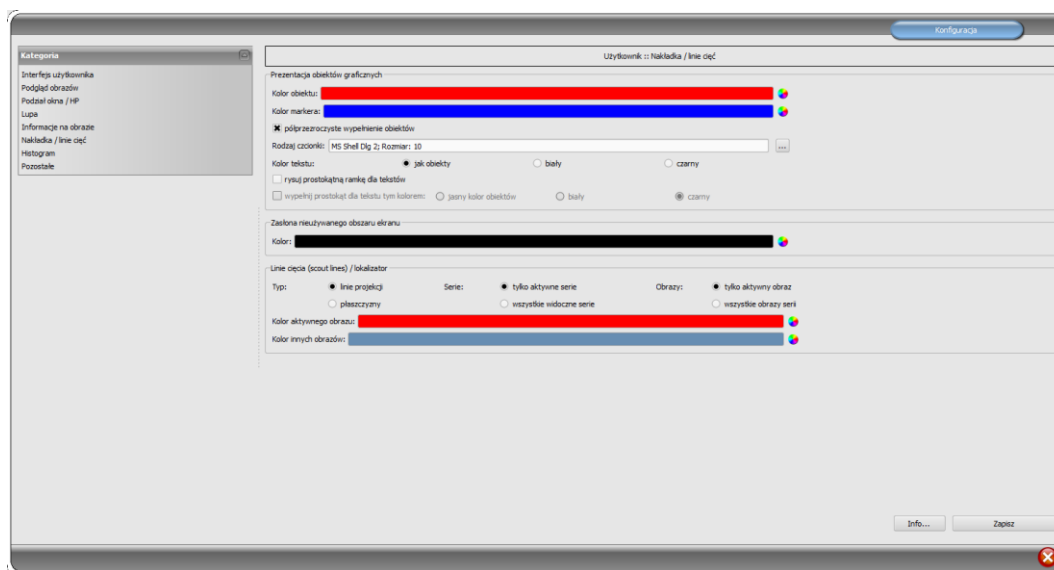 Konfiguracja
Kategoria
Interfejs użytkownika
Podgląd obrazów
Podział okna / HP
Lupa
Informacje na obrazie
Nakładka / linie cięć
Histogram
Pozostałe
Użytkownik :: Nakładka / linie cięć
Prezentacja obiektów graficznych
Kolor obiektu:
Kolor markera:
półprzezroczyste wypełnienie obiektów
Rodzaj czcionki: MS Shell Dlg 2; Rozmiar: 10 ...
Kolor tekstu: jak obiekty biały czarny
rysuj prostokątną ramkę dla tekstów
wypełnij prostokąt dla tekstu tym kolorem: jasny kolor obiektów biały czarny
Zasłona nieużywanego obszaru ekranu
Kolor:
Linie cięcia (scout lines) / lokalizator
Typ: linie projekcji Serie: tylko aktywne serie Obrazy: tylko aktywny obraz
płaszczyzny wszystkie widoczne serie wszystkie obrazy serii
Kolor aktywnego obrazu:
Kolor innych obrazów:
Info... Zapisz